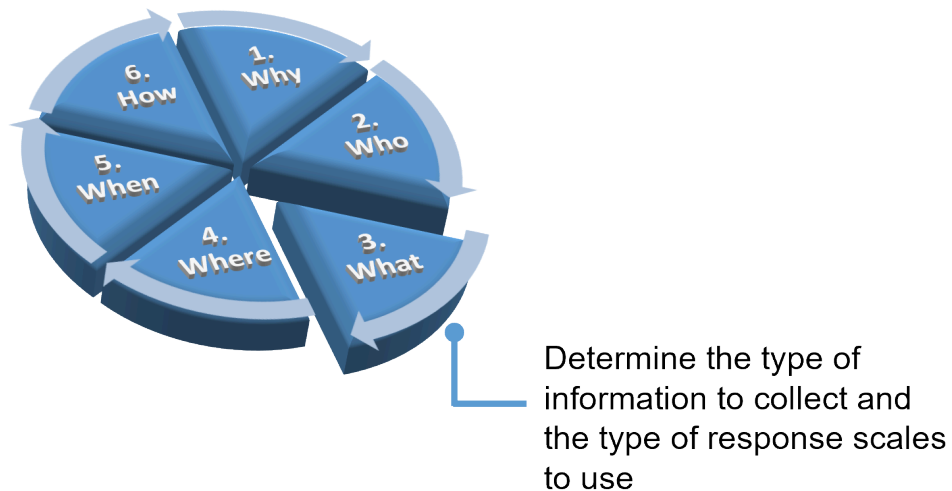 1.
Why
2.
Who
3.
What
4.
Where
5.
When
6.
How
Determine the type of
information to collect and
the type of response scales
to use